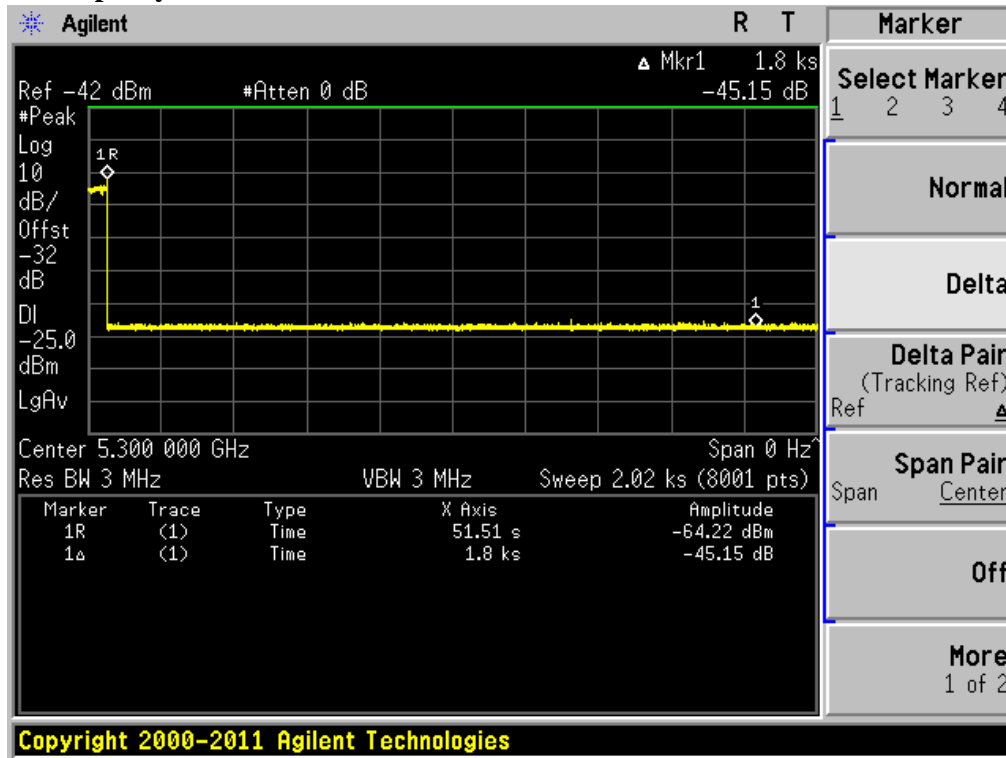 Agilent R T Marker
Mkr1 1.8 ks
Ref -42 dBm #Atten 0 dB -45.15 dB
#Peak
Log
10
dB/
Offst
-32
dB
DI
-25.0
dBm
LgAv
1R
1
Center 5.300 000 GHz Span 0 Hz^
Res BW 3 MHz VBW 3 MHz Sweep 2.02 ks (8001 pts)
Marker Trace Type X Axis Amplitude
1R (1) Time 51.51 s -64.22 dBm
1Δ (1) Time 1.8 ks -45.15 dB
Select Marker
1 2 3 4
Normal
Delta
Delta Pair
(Tracking Ref)
Ref Δ
Span Pair
Span Center
Off
More
1 of 2
Copyright 2000-2011 Agilent Technologies